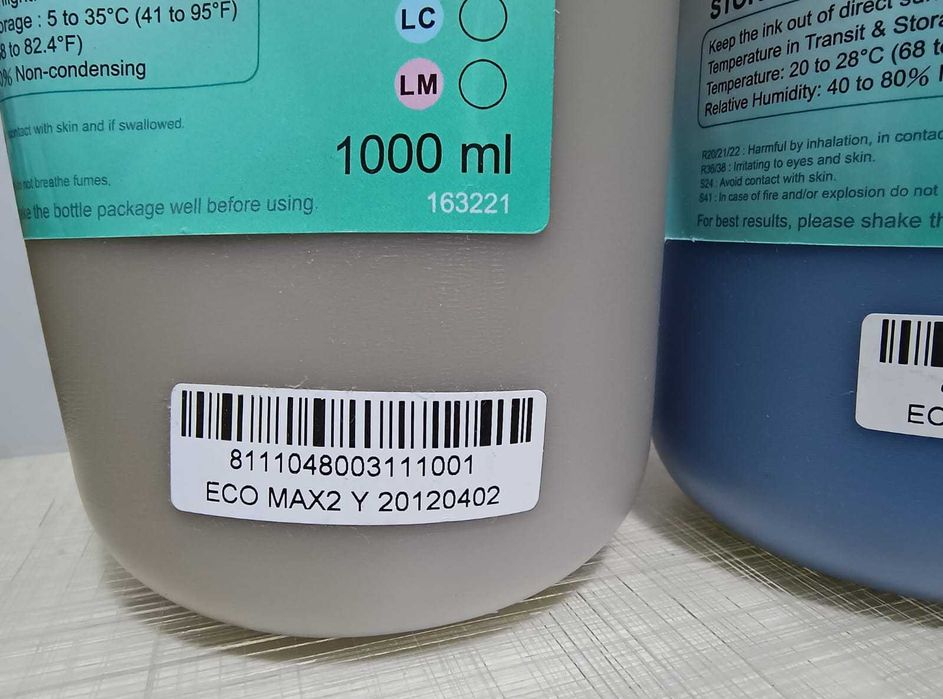 orage : 5 to 35°C (41 to 95°F)
8 to 82.4°F)
0% Non-condensing
contact with skin and if swallowed.
not breathe fumes,
ke the bottle package well before using.
LC
LM
1000 ml
163221
8111048003111001
ECO MAX2 Y 20120402
Keep the ink out of direct sun
Temperature in Transit & Stora
Temperature: 20 to 28°C (68 to
Relative Humidity: 40 to 80%
R20/21/22 : Harmful by inhalation, in contac
R36/38 : Irritating to eyes and skin.
S24 : Avoid contact with skin.
S41 : In case of fire and/or explosion do not
For best results, please shake th
EC